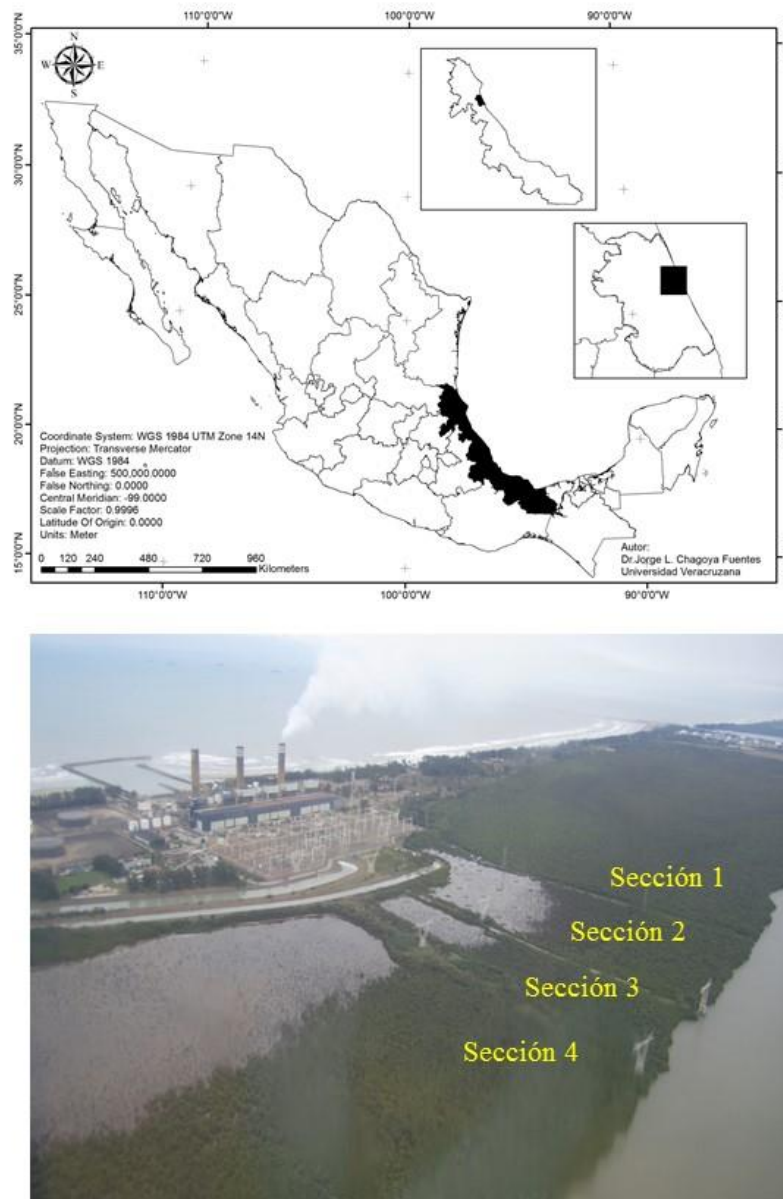 110°0'0"W 100°0'0"W 90°0'0"W
35°0'0"N
30°0'0"N
25°0'0"N
20°0'0"N
15°0'0"N
N
W E
S
Coordinate System: WGS 1984 UTM Zone 14N
Projection: Transverse Mercator
Datum: WGS 1984
False Easting: 500,000.0000
False Northing: 0.0000
Central Meridian: -99.0000
Scale Factor: 0.9996
Latitude Of Origin: 0.0000
Units: Meter
0 120 240 480 720 960
Kilometers
Autor:
Dr.Jorge L. Chagoya Fuentes
Universidad Veracruzana
110°0'0"W 100°0'0"W 90°0'0"W
Sección 1
Sección 2
Sección 3
Sección 4